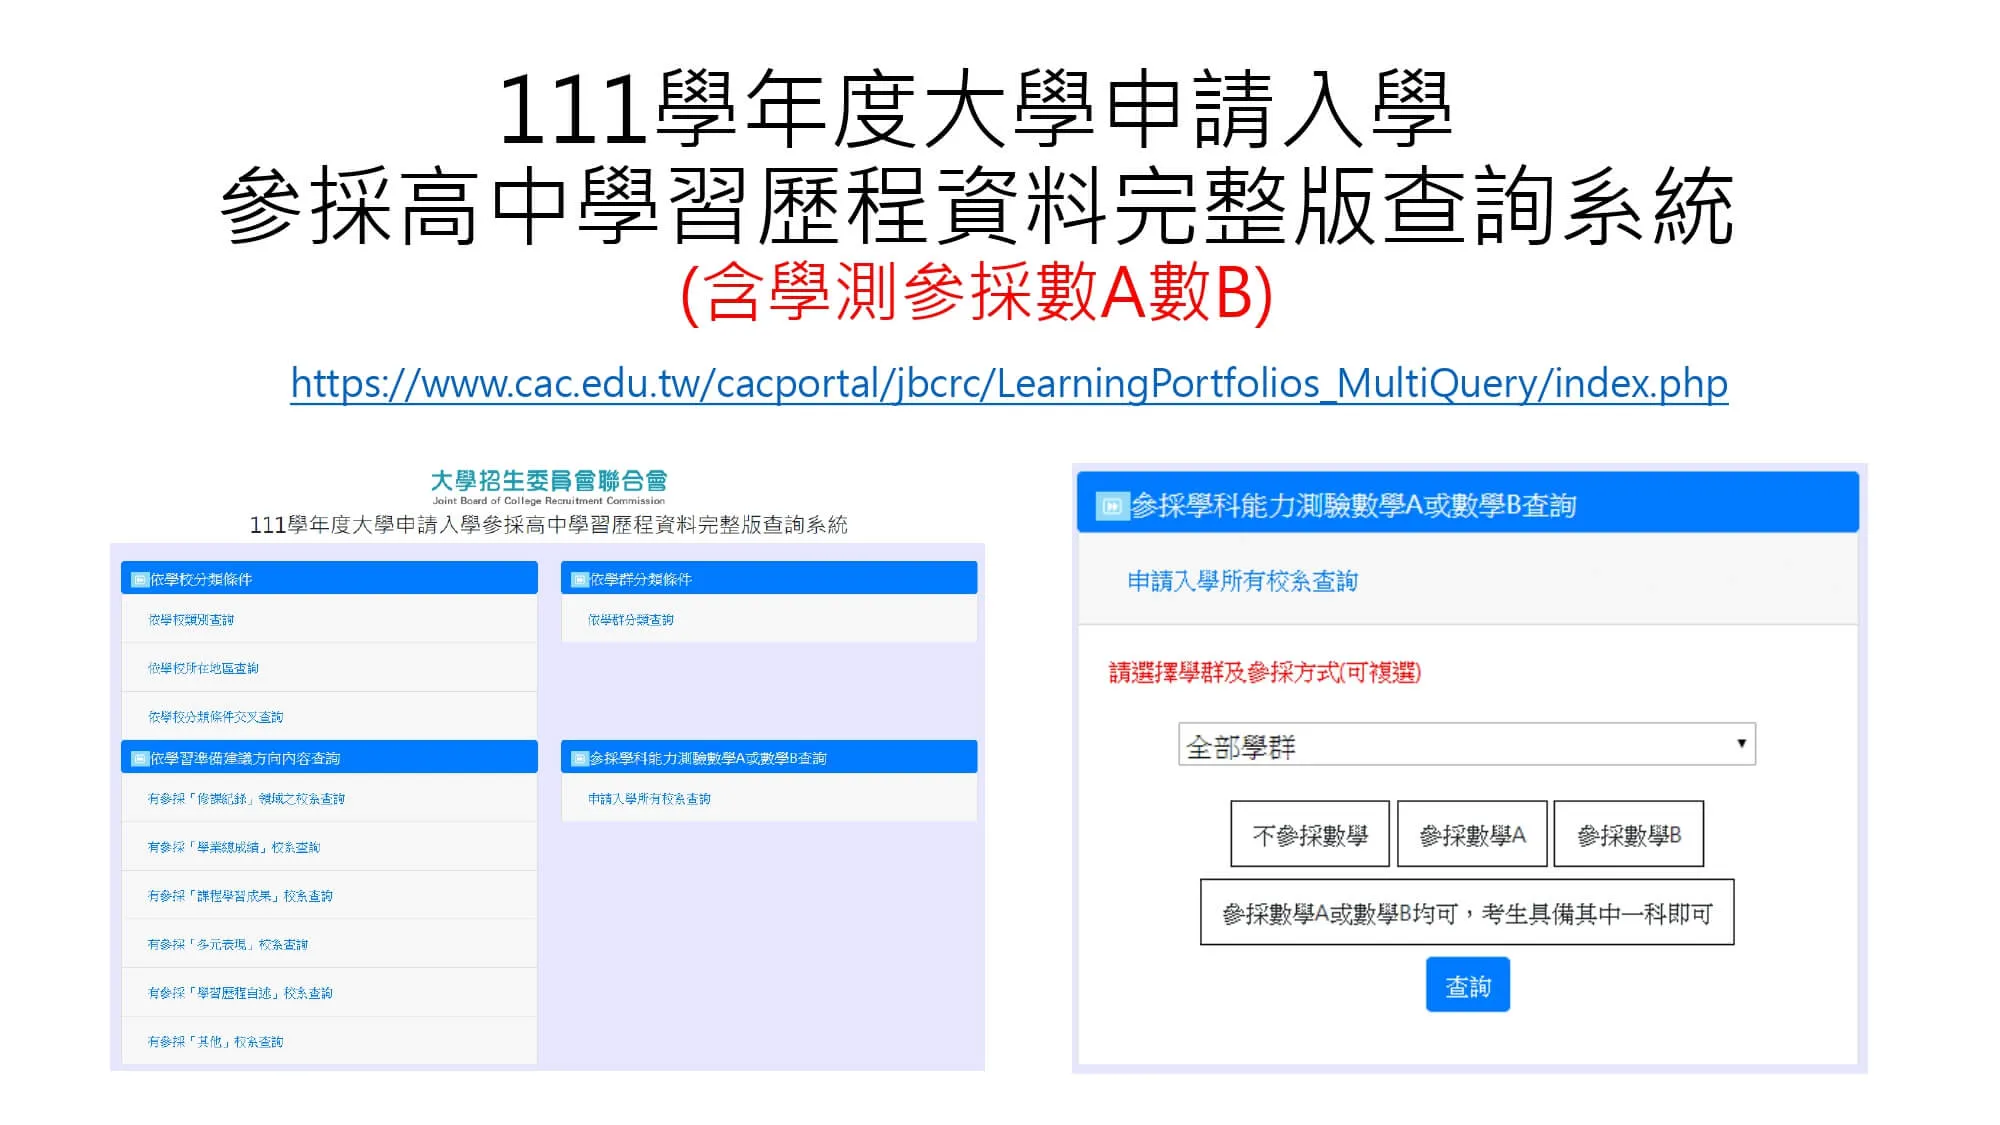 111學年度大學申請入學
參採高中學習歷程資料完整版查詢系統
(含學測參採數A數B)
https://www.cac.edu.tw/cacportal/jbcrc/LearningPortfolios_MultiQuery/index.php
大學招生委員會聯合會
Joint Board of College Recruitment Commission
111學年度大學申請入學參採高中學習歷程資料完整版查詢系統
依學校分類條件
依學校類別查詢
依學校所在地區查詢
依學校分類條件交叉查詢
依學群分類條件
依學群分類查詢
依學習準備建議方向內容查詢
有參採「修課紀錄」領域之校系查詢
有參採「學業總成績」校系查詢
有參採「課程學習成果」校系查詢
有參採「多元表現」校系查詢
有參採「學習歷程自述」校系查詢
有參採「其他」校系查詢
參採學科能力測驗數學A或數學B查詢
申請入學所有校系查詢
參採學科能力測驗數學A或數學B查詢
申請入學所有校系查詢
請選擇學群及參採方式(可複選)
全部學群
不參採數學
參採數學A
參採數學B
參採數學A或數學B均可，考生具備其中一科即可
查詢